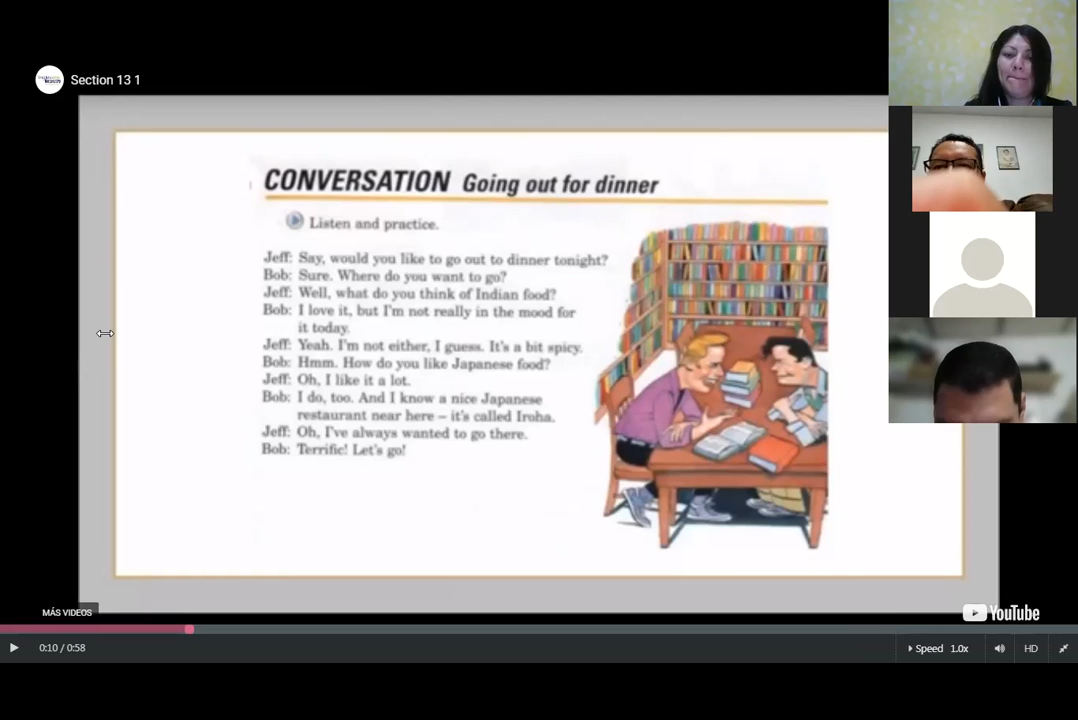 Section 13 1
CONVERSATION Going out for dinner
Listen and practice.
Jeff: Say, would you like to go out to dinner tonight?
Bob: Sure. Where do you want to go?
Jeff: Well, what do you think of Indian food?
Bob: I love it, but I'm not really in the mood for
it today.
Jeff: Yeah. I'm not either, I guess. It's a bit spicy.
Bob: Hmm. How do you like Japanese food?
Jeff: Oh, I like it a lot.
Bob: I do, too. And I know a nice Japanese
restaurant near here – it's called Iroha.
Jeff: Oh, I've always wanted to go there.
Bob: Terrific! Let's go!
MÁS VIDEOS
YouTube
0:10 / 0:58
Speed 1.0x
HD